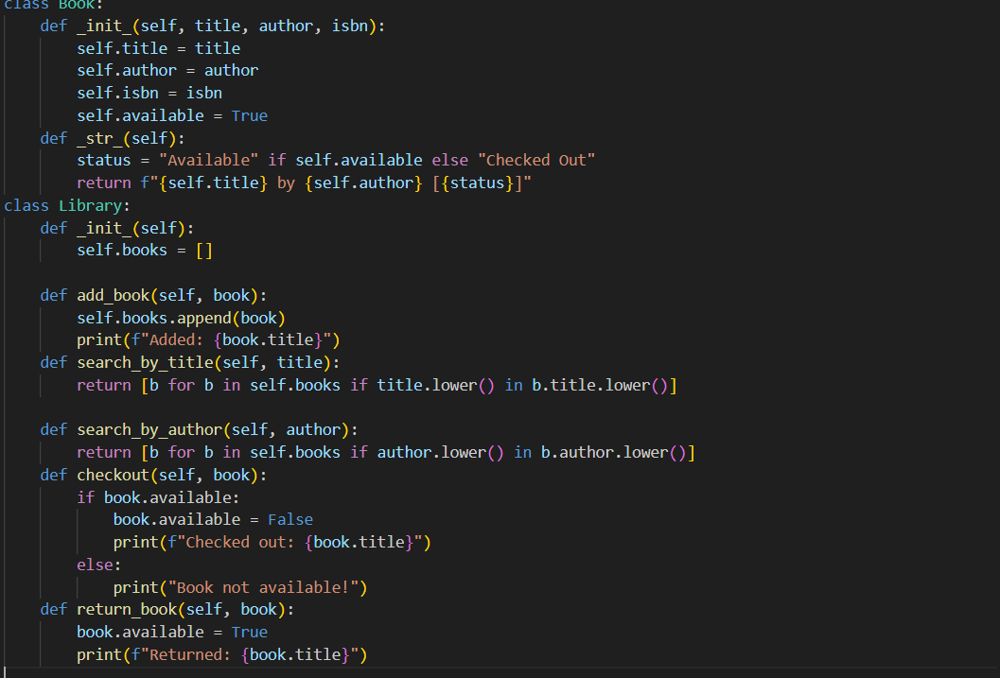 class Book:
    def _init_(self, title, author, isbn):
        self.title = title
        self.author = author
        self.isbn = isbn
        self.available = True
    def _str_(self):
        status = "Available" if self.available else "Checked Out"
        return f"{self.title} by {self.author} [{status}]"
class Library:
    def _init_(self):
        self.books = []

    def add_book(self, book):
        self.books.append(book)
        print(f"Added: {book.title}")
    def search_by_title(self, title):
        return [b for b in self.books if title.lower() in b.title.lower()]

    def search_by_author(self, author):
        return [b for b in self.books if author.lower() in b.author.lower()]
    def checkout(self, book):
        if book.available:
            book.available = False
            print(f"Checked out: {book.title}")
        else:
            print("Book not available!")
    def return_book(self, book):
        book.available = True
        print(f"Returned: {book.title}")